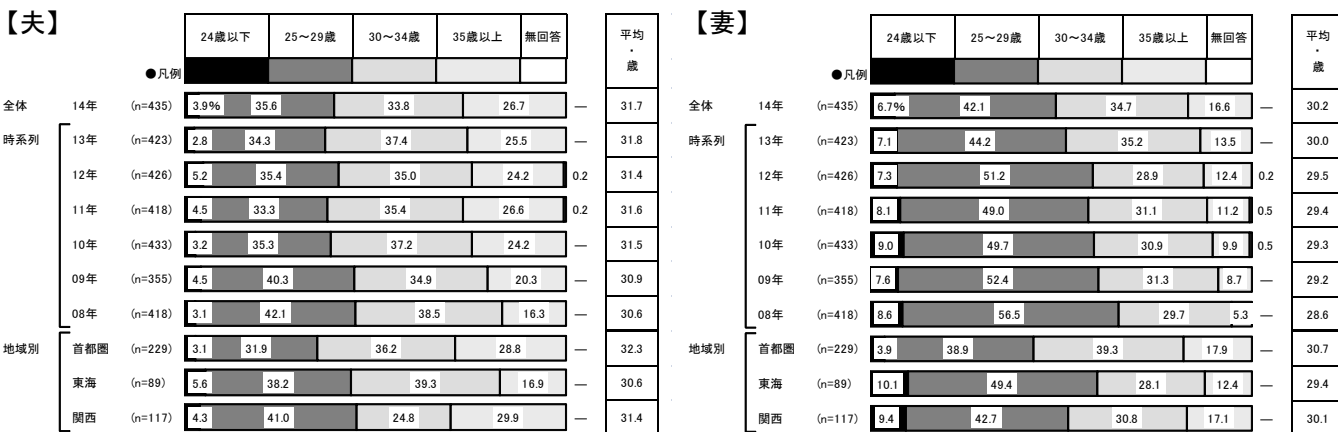 【夫】
24歳以下 25～29歳 30～34歳 35歳以上 無回答 平均・歳
●凡例
全体 14年 (n=435) 3.9% 35.6 33.8 26.7 — 31.7
時系列 13年 (n=423) 2.8 34.3 37.4 25.5 — 31.8
12年 (n=426) 5.2 35.4 35.0 24.2 0.2 31.4
11年 (n=418) 4.5 33.3 35.4 26.6 0.2 31.6
10年 (n=433) 3.2 35.3 37.2 24.2 — 31.5
09年 (n=355) 4.5 40.3 34.9 20.3 — 30.9
08年 (n=418) 3.1 42.1 38.5 16.3 — 30.6
地域別 首都圏 (n=229) 3.1 31.9 36.2 28.8 — 32.3
東海 (n=89) 5.6 38.2 39.3 16.9 — 30.6
関西 (n=117) 4.3 41.0 24.8 29.9 — 31.4
【妻】
24歳以下 25～29歳 30～34歳 35歳以上 無回答 平均・歳
●凡例
全体 14年 (n=435) 6.7% 42.1 34.7 16.6 — 30.2
時系列 13年 (n=423) 7.1 44.2 35.2 13.5 — 30.0
12年 (n=426) 7.3 51.2 28.9 12.4 0.2 29.5
11年 (n=418) 8.1 49.0 31.1 11.2 0.5 29.4
10年 (n=433) 9.0 49.7 30.9 9.9 0.5 29.3
09年 (n=355) 7.6 52.4 31.3 8.7 — 29.2
08年 (n=418) 8.6 56.5 29.7 5.3 — 28.6
地域別 首都圏 (n=229) 3.9 38.9 39.3 17.9 — 30.7
東海 (n=89) 10.1 49.4 28.1 12.4 — 29.4
関西 (n=117) 9.4 42.7 30.8 17.1 — 30.1